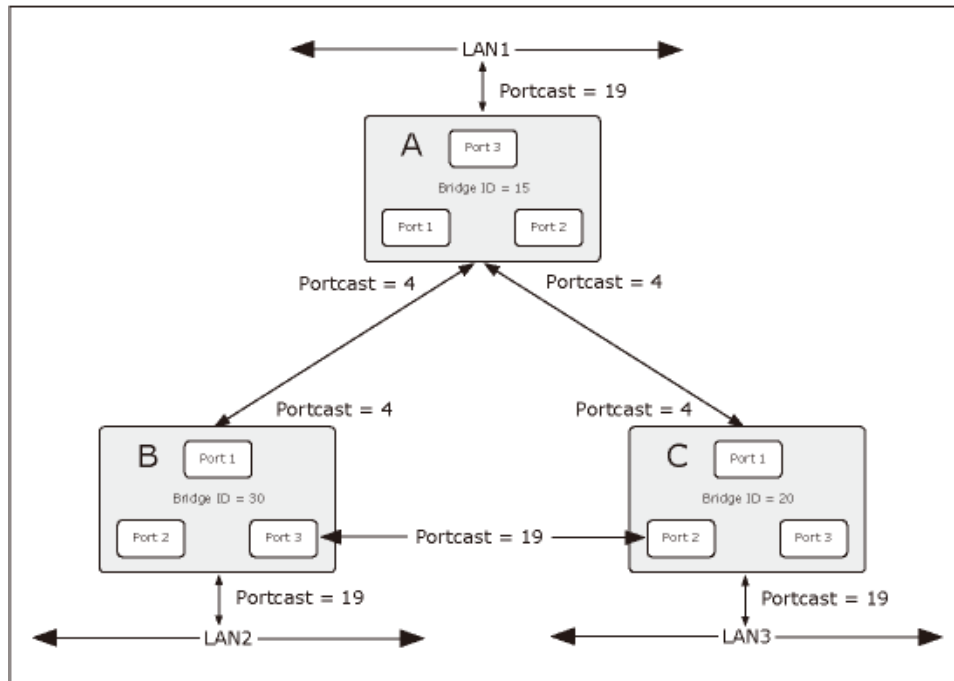 LAN1
Portcast = 19
A
Port 3
Bridge ID = 15
Port 1
Port 2
Portcast = 4
Portcast = 4
Portcast = 4
Portcast = 4
B
Port 1
Bridge ID = 30
Port 2
Port 3
Portcast = 19
C
Port 1
Bridge ID = 20
Port 2
Port 3
Portcast = 19
LAN2
Portcast = 19
LAN3